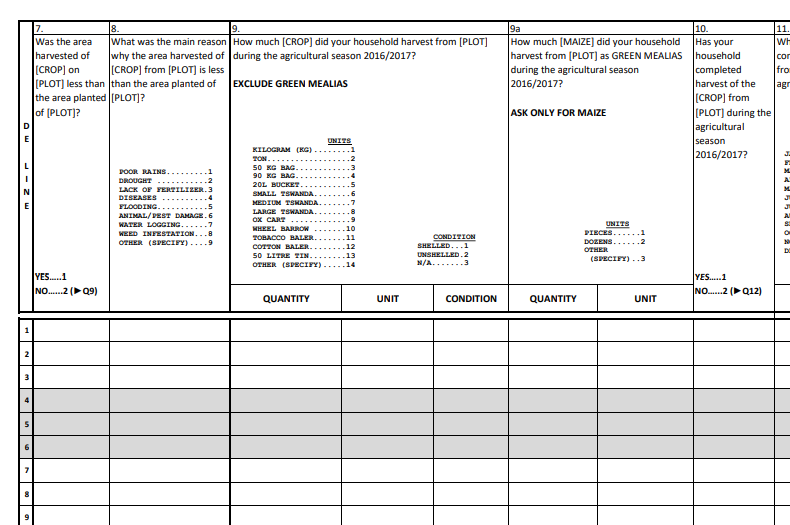 D
E
L
I
N
E
7.
Was the area
harvested of
[CROP] on
[PLOT] less than
the area planted
of [PLOT]?
YES.....1
NO......2 (►Q9)
8.
What was the main reason
why the area harvested of
[CROP] from [PLOT] is less
than the area planted of
[PLOT]?
POOR RAINS.........1
DROUGHT ..........2
LACK OF FERTILIZER.3
DISEASES ..........4
FLOODING...........5
ANIMAL/PEST DAMAGE.6
WATER LOGGING......7
WEED INFESTATION...8
OTHER (SPECIFY)....9
9.
How much [CROP] did your household harvest from [PLOT]
during the agricultural season 2016/2017?
EXCLUDE GREEN MEALIAS
UNITS
KILOGRAM (KG)........1
TON..................2
50 KG BAG............3
90 KG BAG............4
20L BUCKET...........5
SMALL TSWANDA........6
MEDIUM TSWANDA.......7
LARGE TSWANDA........8
OX CART .............9
WHEEL BARROW .......10
TOBACCO BALER.......11
COTTON BALER........12
50 LITRE TIN........13
OTHER (SPECIFY).....14
CONDITION
SHELLED...1
UNSHELLED.2
N/A.......3
QUANTITY
UNIT
CONDITION
9a
How much [MAIZE] did your household
harvest from [PLOT] as GREEN MEALIAS
during the agricultural season
2016/2017?
ASK ONLY FOR MAIZE
UNITS
PIECES......1
DOZENS......2
OTHER
(SPECIFY)..3
QUANTITY
UNIT
10.
Has your
household
completed
harvest of the
[CROP] from
[PLOT] during the
agricultural
season
2016/2017?
YES.....1
NO......2 (►Q12)
11.
1
2
3
4
5
6
7
8
9